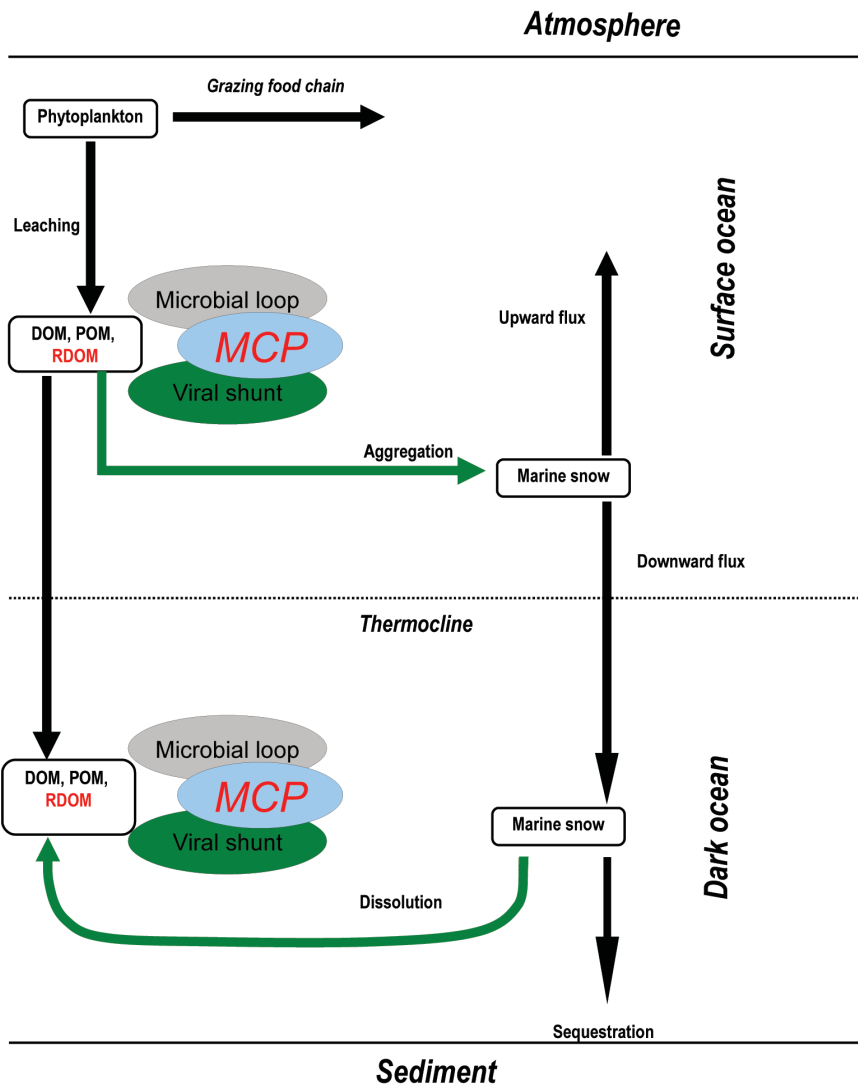 Atmosphere
Grazing food chain
Phytoplankton
Leaching
Surface ocean
Microbial loop
DOM, POM,
RDOM
MCP
Viral shunt
Upward flux
Aggregation
Marine snow
Downward flux
Thermocline
Dark ocean
Microbial loop
DOM, POM,
RDOM
MCP
Viral shunt
Marine snow
Dissolution
Sequestration
Sediment